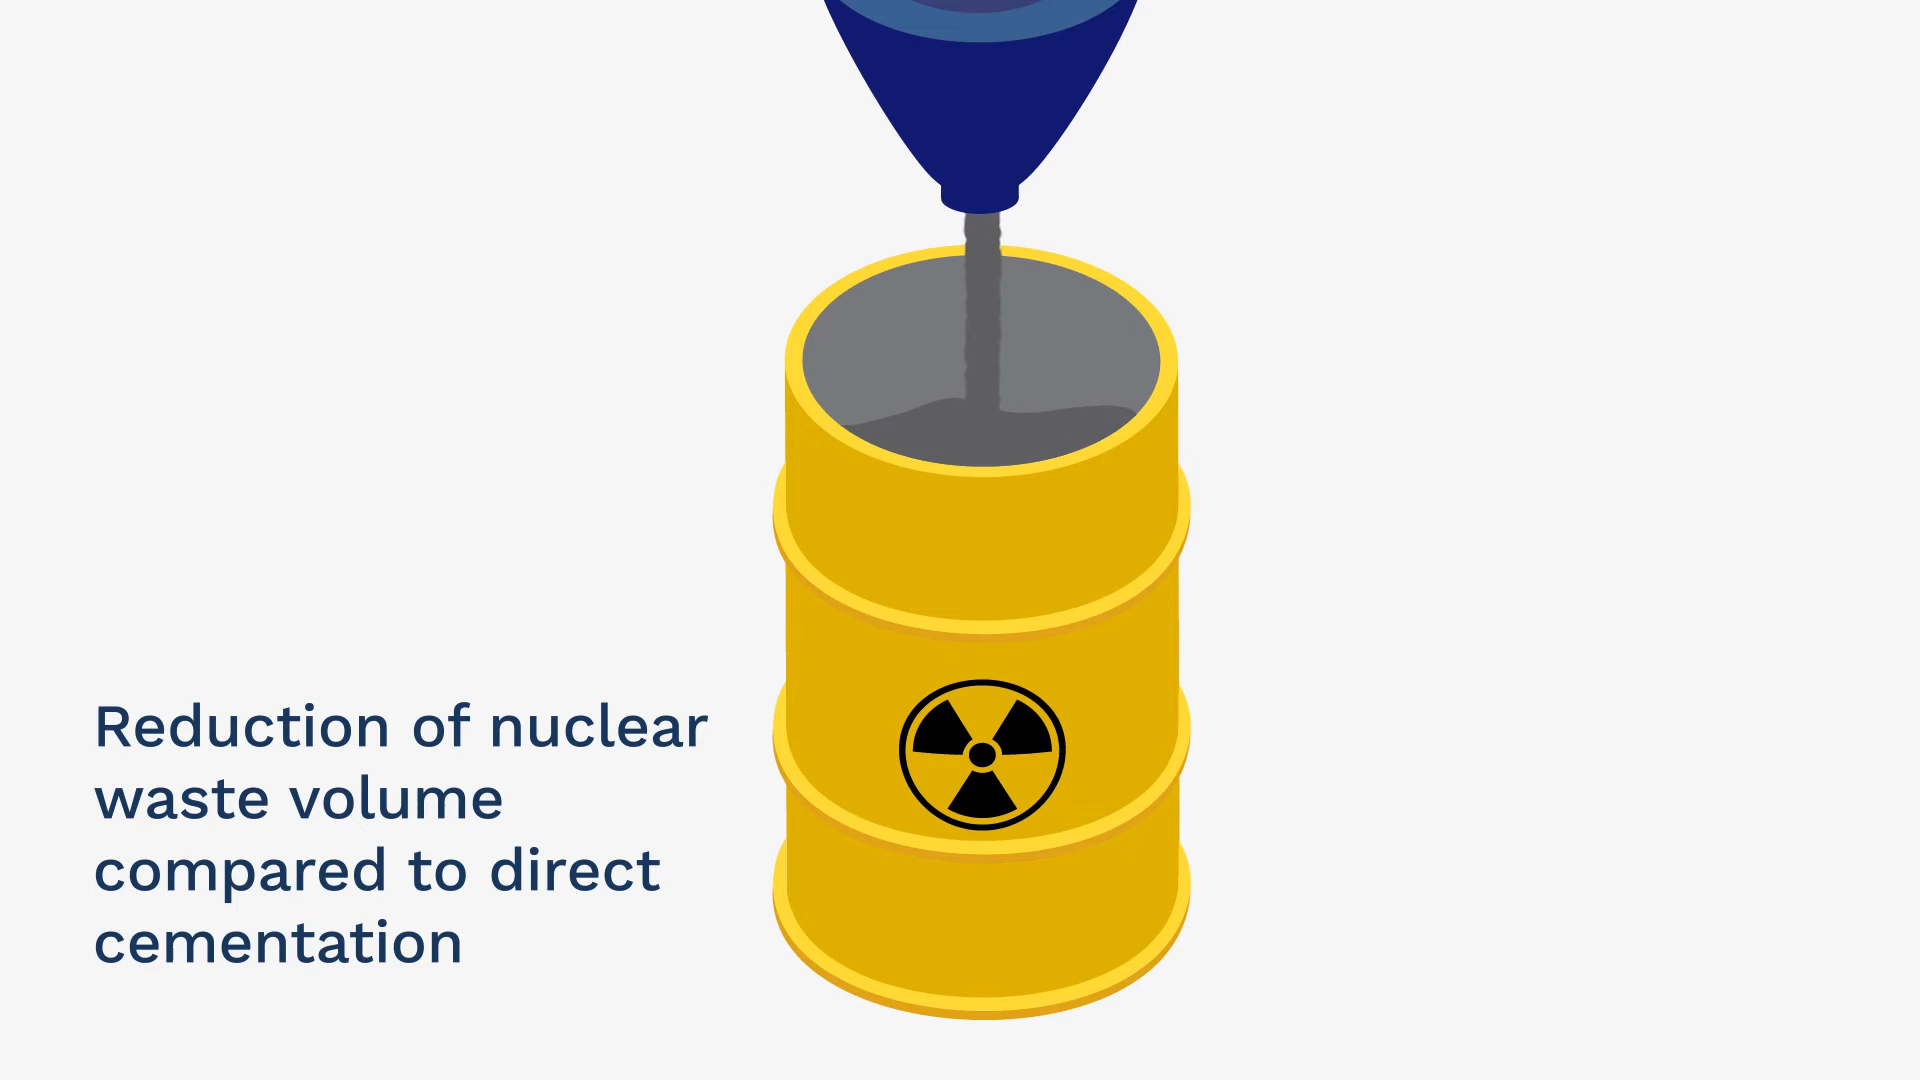 Reduction of nuclear
waste volume
compared to direct
cementation